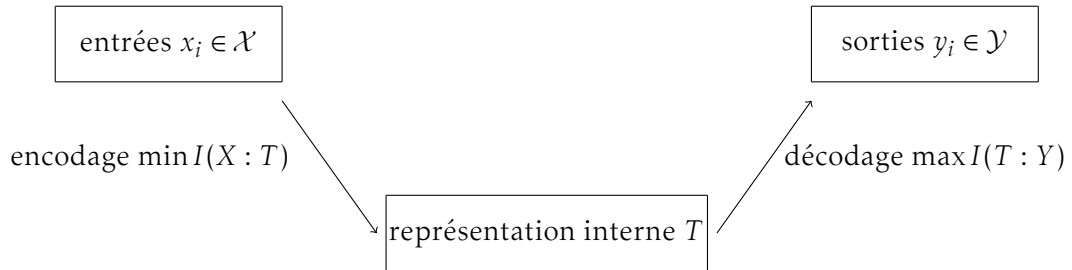 entrées x_i ∈ 𝒳
sorties y_i ∈ 𝒴
encodage min I(X : T)
décodage max I(T : Y)
représentation interne T